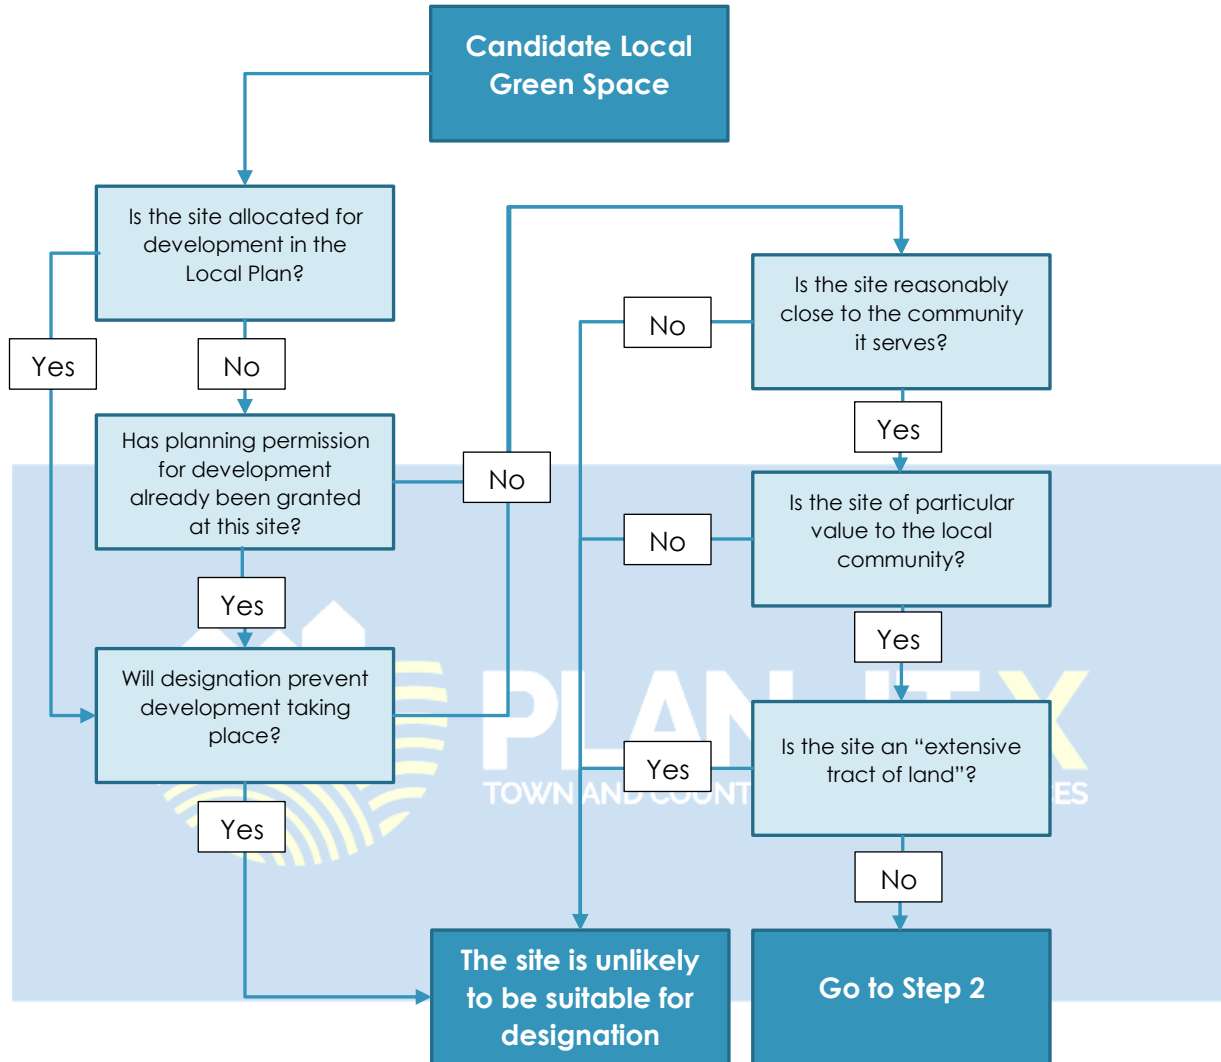 Candidate Local
Green Space
Is the site allocated for
development in the
Local Plan?
Yes
No
Has planning permission
for development
already been granted
at this site?
No
Yes
Will designation prevent
development taking
place?
Yes
Is the site reasonably
close to the community
it serves?
No
Yes
Is the site of particular
value to the local
community?
No
Yes
Is the site an “extensive
tract of land”?
Yes
No
The site is unlikely
to be suitable for
designation
Go to Step 2
PLAN X
TOWN AND